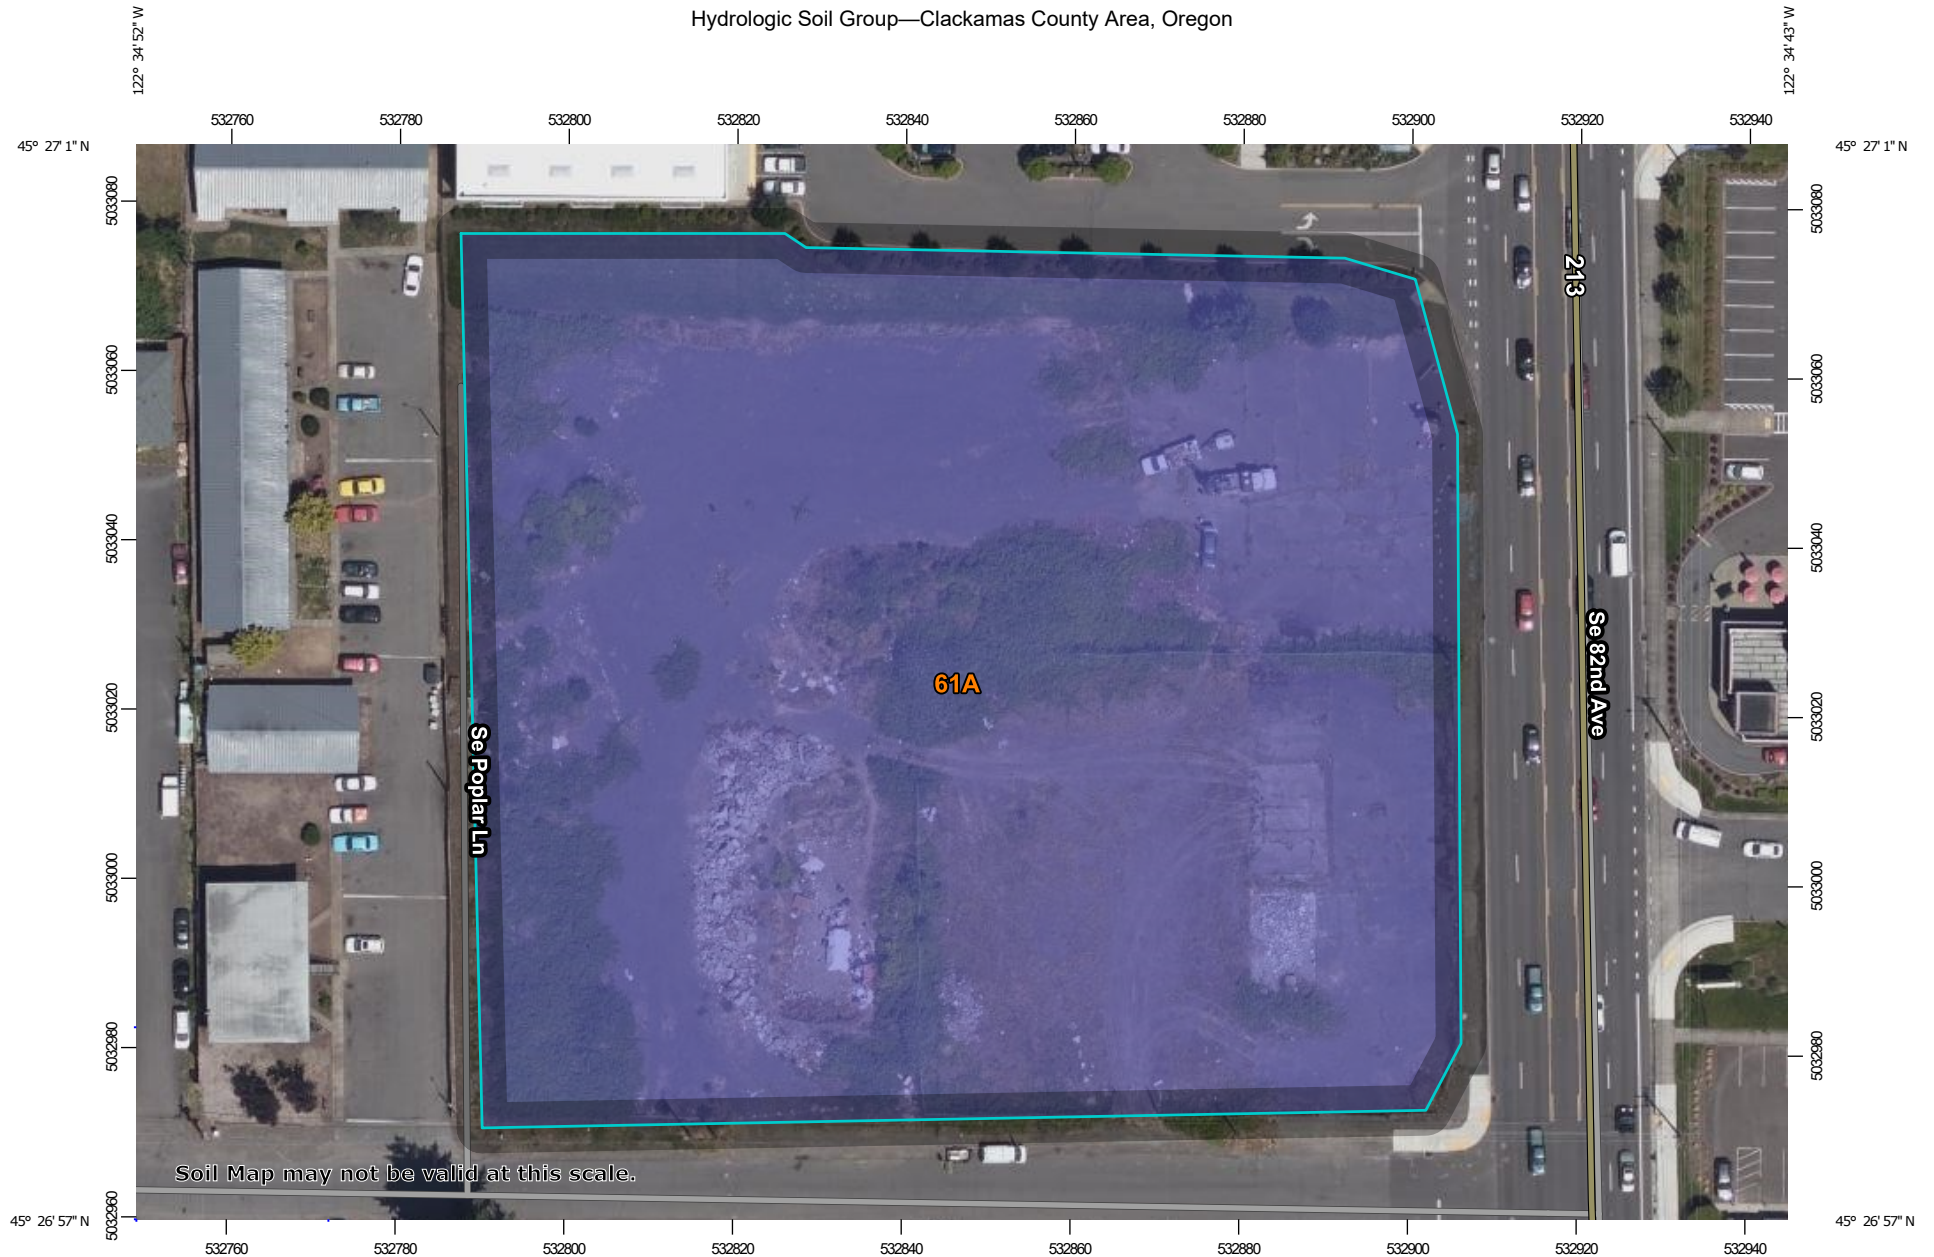 Hydrologic Soil Group—Clackamas County Area, Oregon
122° 34' 52" W
122° 34' 43" W
532760 532780 532800 532820 532840 532860 532880 532900 532920 532940
45° 27' 1" N
45° 27' 1" N
5033080
5033080
213
5033060
5033060
5033040
5033040
61A
Se 82nd Ave
5033020
5033020
Se Poplar Ln
5033000
5033000
5032980
5032980
Soil Map may not be valid at this scale.
5032960
45° 26' 57" N
45° 26' 57" N
532760 532780 532800 532820 532840 532860 532880 532900 532920 532940